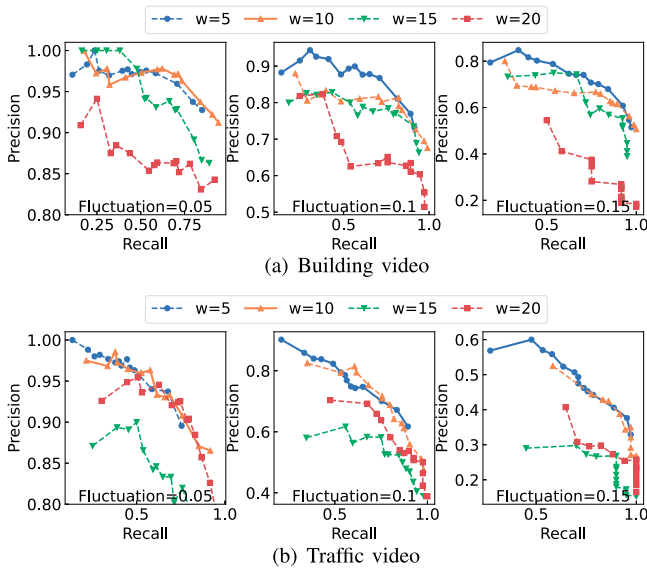 w=5 w=10 w=15 w=20
Precision
1.00
0.95
0.90
0.85
0.80
Fluctuation=0.05
0.25 0.50 0.75
Recall
Precision
0.9
0.8
0.7
0.6
0.5
Fluctuation=0.1
0.5 1.0
Recall
Precision
0.8
0.6
0.4
0.2
Fluctuation=0.15
0.5 1.0
Recall
(a) Building video
w=5 w=10 w=15 w=20
Precision
1.00
0.95
0.90
0.85
0.80
Fluctuation=0.05
0.5 1.0
Recall
Precision
0.8
0.6
0.4
Fluctuation=0.1
0.5 1.0
Recall
Precision
0.6
0.5
0.4
0.3
0.2
Fluctuation=0.15
0.5 1.0
Recall
(b) Traffic video